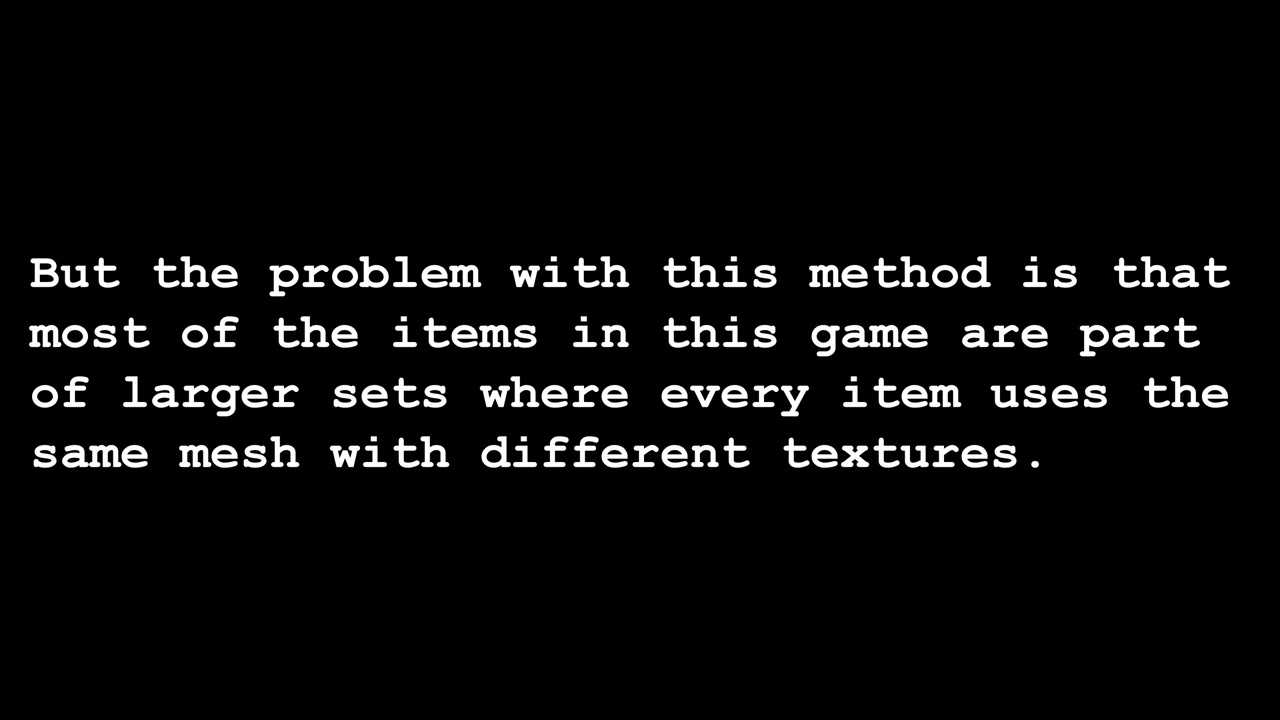 But the problem with this method is that
most of the items in this game are part
of larger sets where every item uses the
same mesh with different textures.